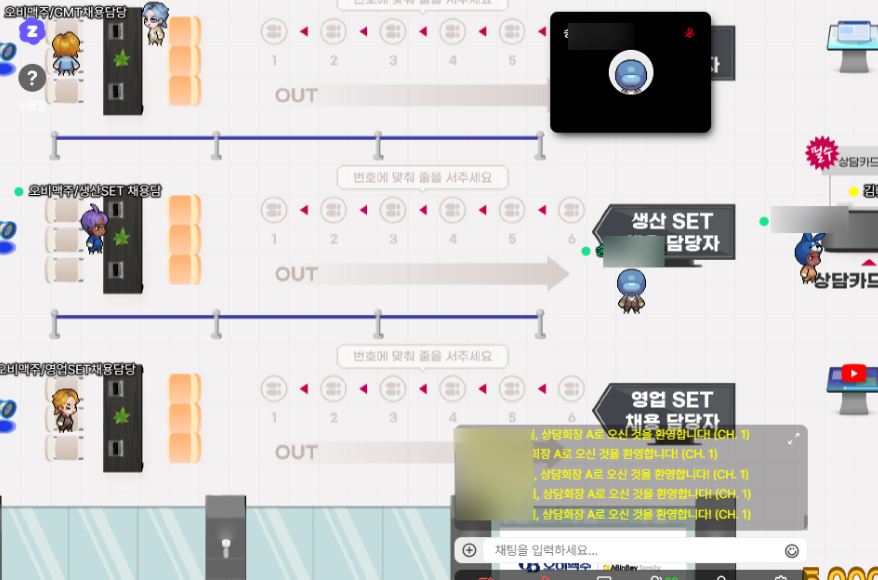 오비맥주/GMT채용담당
번호에 맞춰 줄을 서주세요
1 2 3 4 5
OUT
자
?
도움말
필수
상담카드
번호에 맞춰 줄을 서주세요
오비맥주/생산SET 채용담
1 2 3 4 5 6
OUT
생산 SET
채용 담당자
상담카드
번호에 맞춰 줄을 서주세요
오비맥주/영업SET채용담당
1 2 3 4 5
OUT
영업 SET
채용 담당자
, 상담회장 A로 오신 것을 환영합니다! (CH. 1)
회장 A로 오신 것을 환영합니다! (CH. 1)
, 상담회장 A로 오신 것을 환영합니다! (CH. 1)
, 상담회장 A로 오신 것을 환영합니다! (CH. 1)
, 상담회장 A로 오신 것을 환영합니다! (CH. 1)
채팅을 입력하세요...
오비맥주 ABInBev family